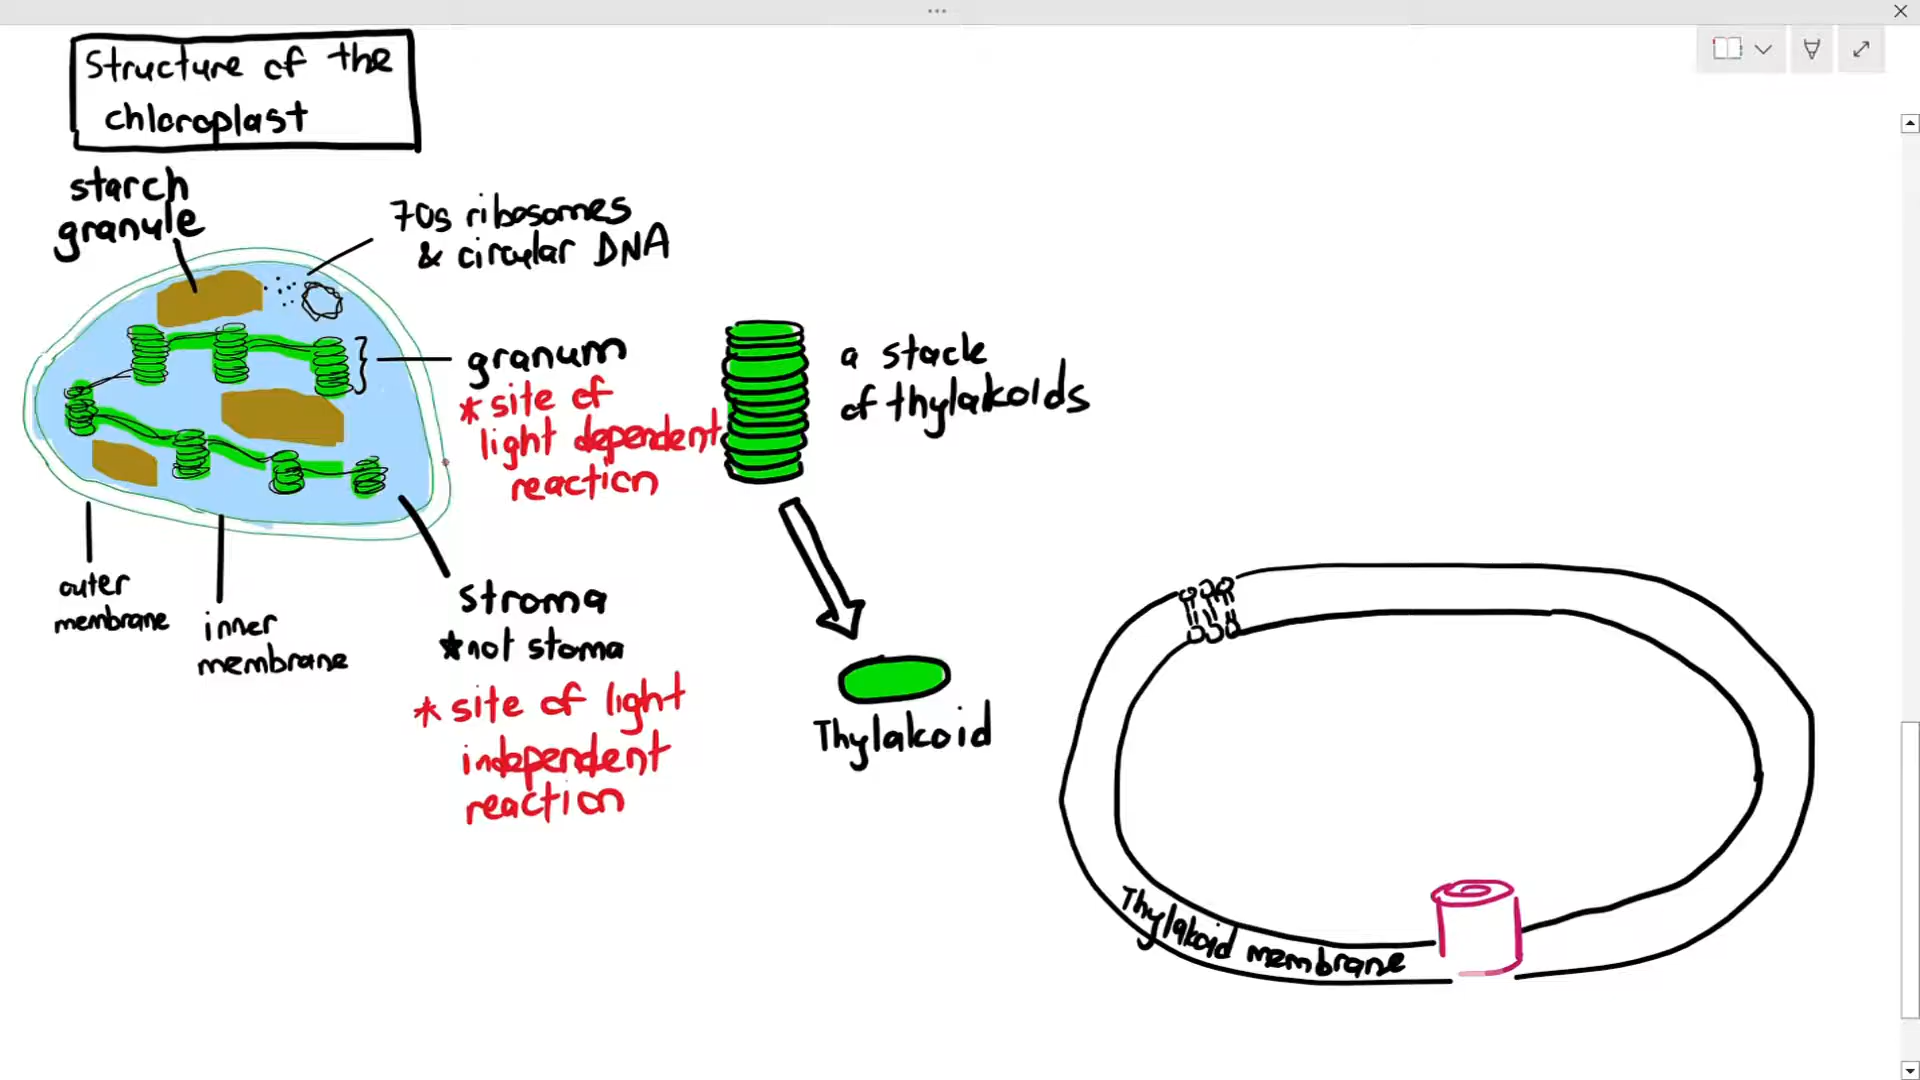 Structure of the
chloroplast
starch
granule
70s ribosomes
& circular DNA
granum
* site of
light dependent
reaction
a stack
of thylakoids
outer
membrane
inner
membrane
stroma
*not stoma
* site of light
independent
reaction
Thylakoid
Thylakoid membrane